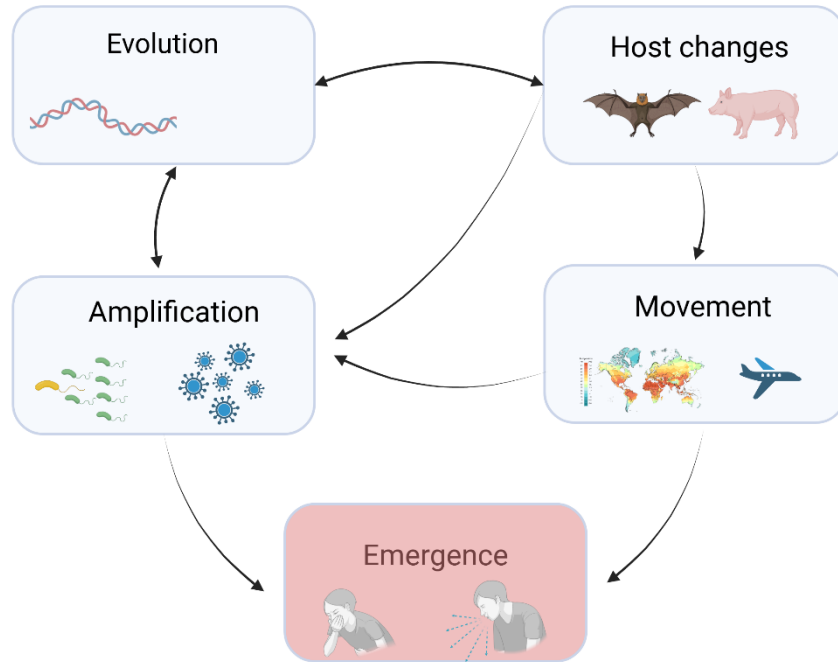 Evolution
Host changes
Amplification
Movement
Emergence